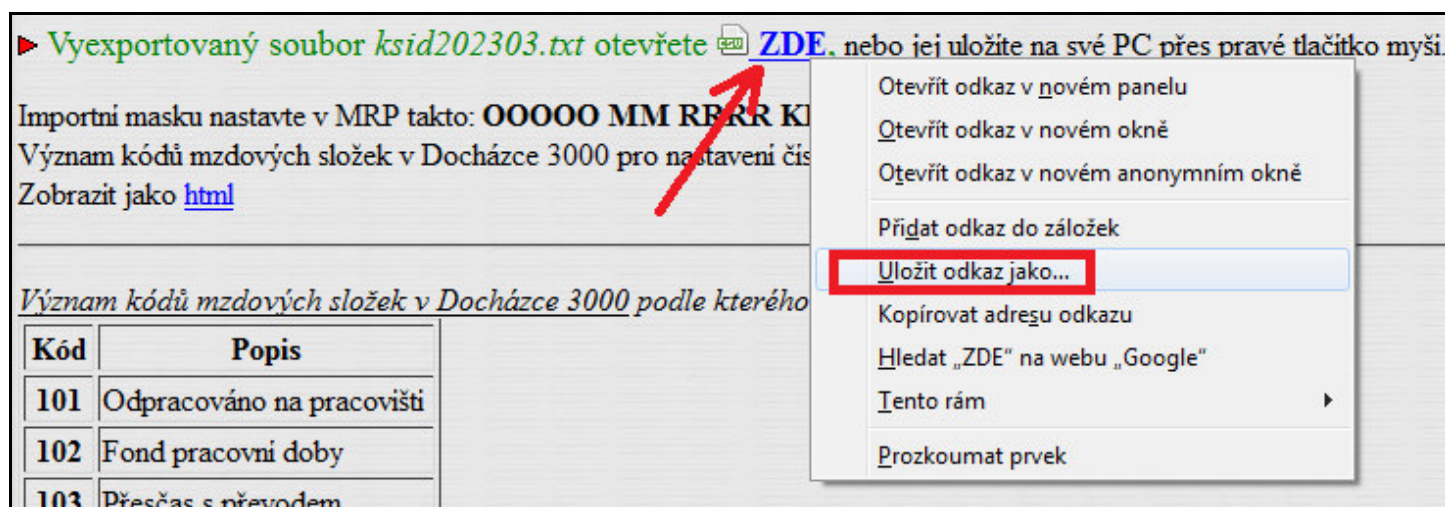 Vyexportovaný soubor ksid202303.txt otevřete ZDE, nebo jej uložíte na své PC přes pravé tlačítko myši.
Importní masku nastavte v MRP takto: OOOOO MM RRRR
Význam kódů mzdových složek v Docházce 3000 pro nastavení
Zobrazit jako html
Význam kódů mzdových složek v Docházce 3000 podle kterého
Kód Popis
101 Odpracováno na pracovišti
102 Fond pracovní doby
103 Přesčas s převodem
Otevřít odkaz v novém panelu
Otevřít odkaz v novém okně
Otevřít odkaz v novém anonymním okně
Přidat odkaz do záložek
Uložit odkaz jako...
Kopírovat adresu odkazu
Hledat „ZDE“ na webu „Google“
Tento rám
Prozkoumat prvek